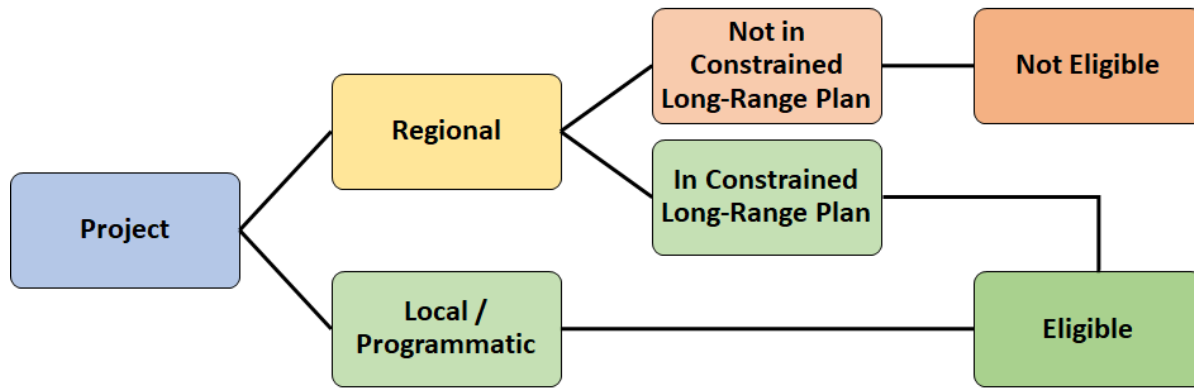 Not in
Constrained
Long-Range Plan
Not Eligible
Regional
In Constrained
Long-Range Plan
Project
Local /
Programmatic
Eligible